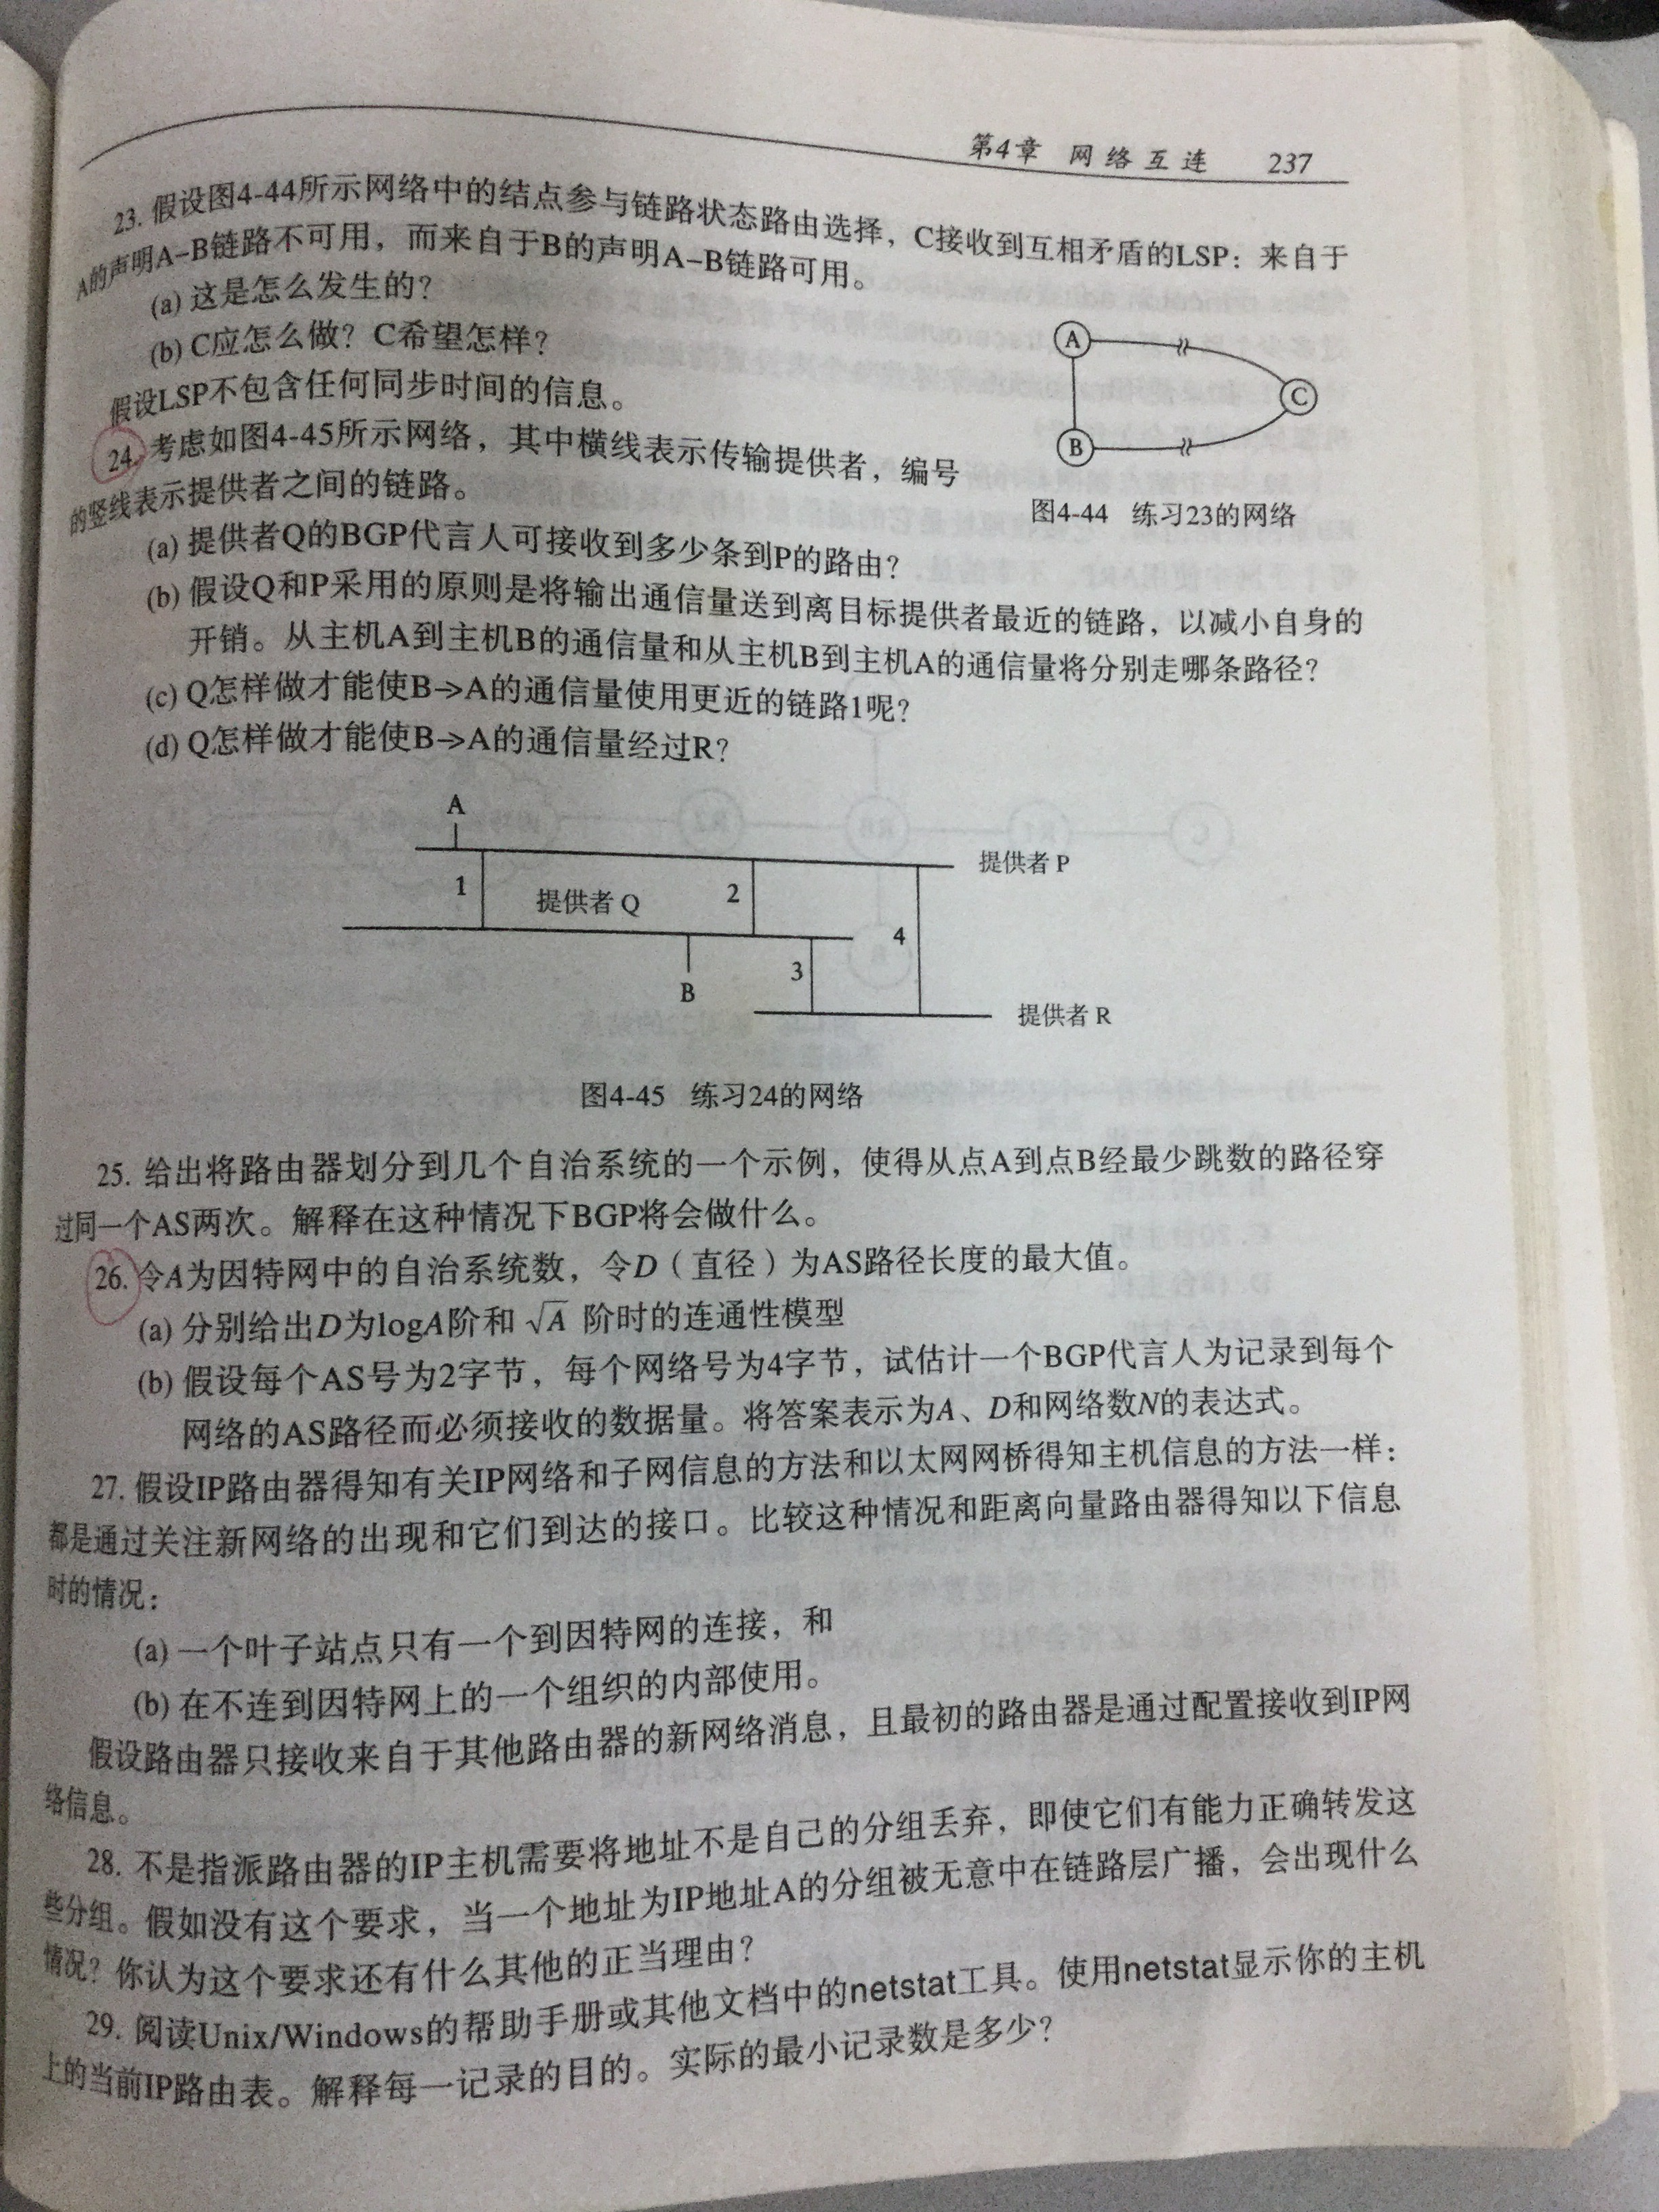 第4章 网络互连 237
23. 假设图4-44所示网络中的结点参与链路状态路由选择，C接收到互相矛盾的LSP：来自于
A的声明A-B链路不可用，而来自于B的声明A-B链路可用。
(a) 这是怎么发生的？
(b) C应怎么做？C希望怎样？
假设LSP不包含任何同步时间的信息。
A
C
B
图4-44 练习23的网络
24. 考虑如图4-45所示网络，其中横线表示传输提供者，编号
的竖线表示提供者之间的链路。
(a) 提供者Q的BGP代言人可接收到多少条到P的路由？
(b) 假设Q和P采用的原则是将输出通信量送到离目标提供者最近的链路，以减小自身的
开销。从主机A到主机B的通信量和从主机B到主机A的通信量将分别走哪条路径？
(c) Q怎样做才能使B→A的通信量使用更近的链路1呢？
(d) Q怎样做才能使B→A的通信量经过R？
A
提供者 P
1
提供者 Q
2
4
3
B
提供者 R
图4-45 练习24的网络
25. 给出将路由器划分到几个自治系统的一个示例，使得从点A到点B经最少跳数的路径穿
过同一个AS两次。解释在这种情况下BGP将会做什么。
26. 令A为因特网中的自治系统数，令D（直径）为AS路径长度的最大值。
(a) 分别给出D为logA阶和 √A 阶时的连通性模型
(b) 假设每个AS号为2字节，每个网络号为4字节，试估计一个BGP代言人为记录到每个
网络的AS路径而必须接收的数据量。将答案表示为A、D和网络数N的表达式。
27. 假设IP路由器得知有关IP网络和子网信息的方法和以太网网桥得知主机信息的方法一样：
都是通过关注新网络的出现和它们到达的接口。比较这种情况和距离向量路由器得知以下信息
时的情况：
(a) 一个叶子站点只有一个到因特网的连接，和
(b) 在不连到因特网上的一个组织的内部使用。
假设路由器只接收来自于其他路由器的新网络消息，且最初的路由器是通过配置接收到IP网
络信息。
28. 不是指派路由器的IP主机需要将地址不是自己的分组丢弃，即使它们有能力正确转发这
些分组。假如没有这个要求，当一个地址为IP地址A的分组被无意中在链路层广播，会出现什么
情况？你认为这个要求还有什么其他的正当理由？
29. 阅读Unix/Windows的帮助手册或其他文档中的netstat工具。使用netstat显示你的主机
上的当前IP路由表。解释每一记录的目的。实际的最小记录数是多少？